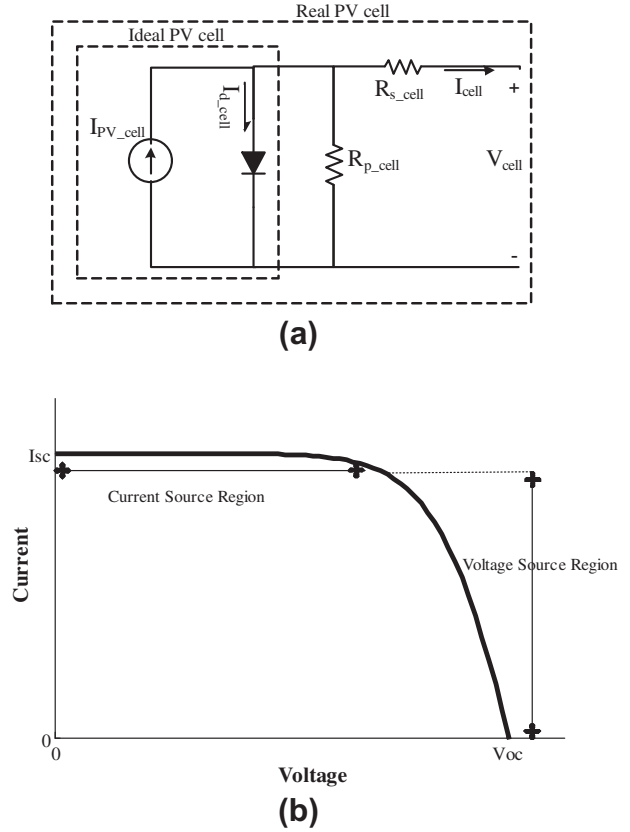 Real PV cell
Ideal PV cell
I_PV_cell
I_d_cell
R_s_cell
I_cell
+
R_p_cell
V_cell
-
(a)
Isc
Current Source Region
Voltage Source Region
Current
0
0
Voc
Voltage
(b)